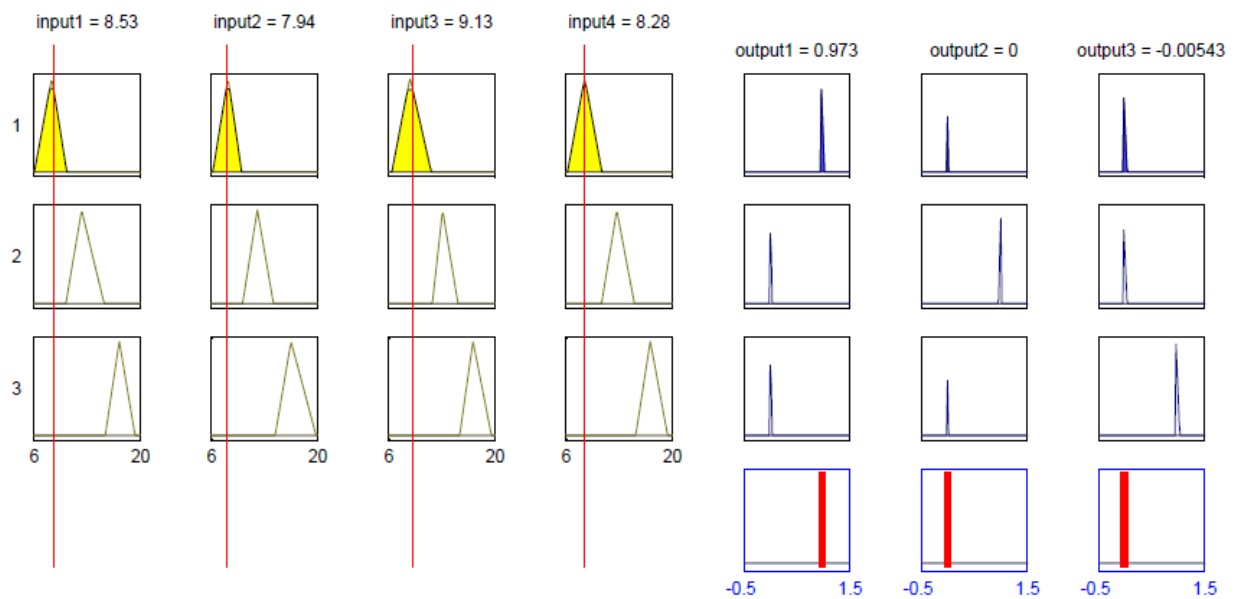 input1 = 8.53 input2 = 7.94 input3 = 9.13 input4 = 8.28
output1 = 0.973 output2 = 0 output3 = -0.00543
1
2
3
6 20 6 20 6 20 6 20
-0.5 1.5 -0.5 1.5 -0.5 1.5